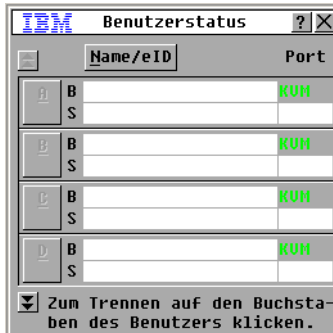 IBM Benutzerstatus ? X
Name/eID Port
A B KVM
S
B B KVM
S
C B KVM
S
D B KVM
S
Zum Trennen auf den Buchsta-
ben des Benutzers klicken.